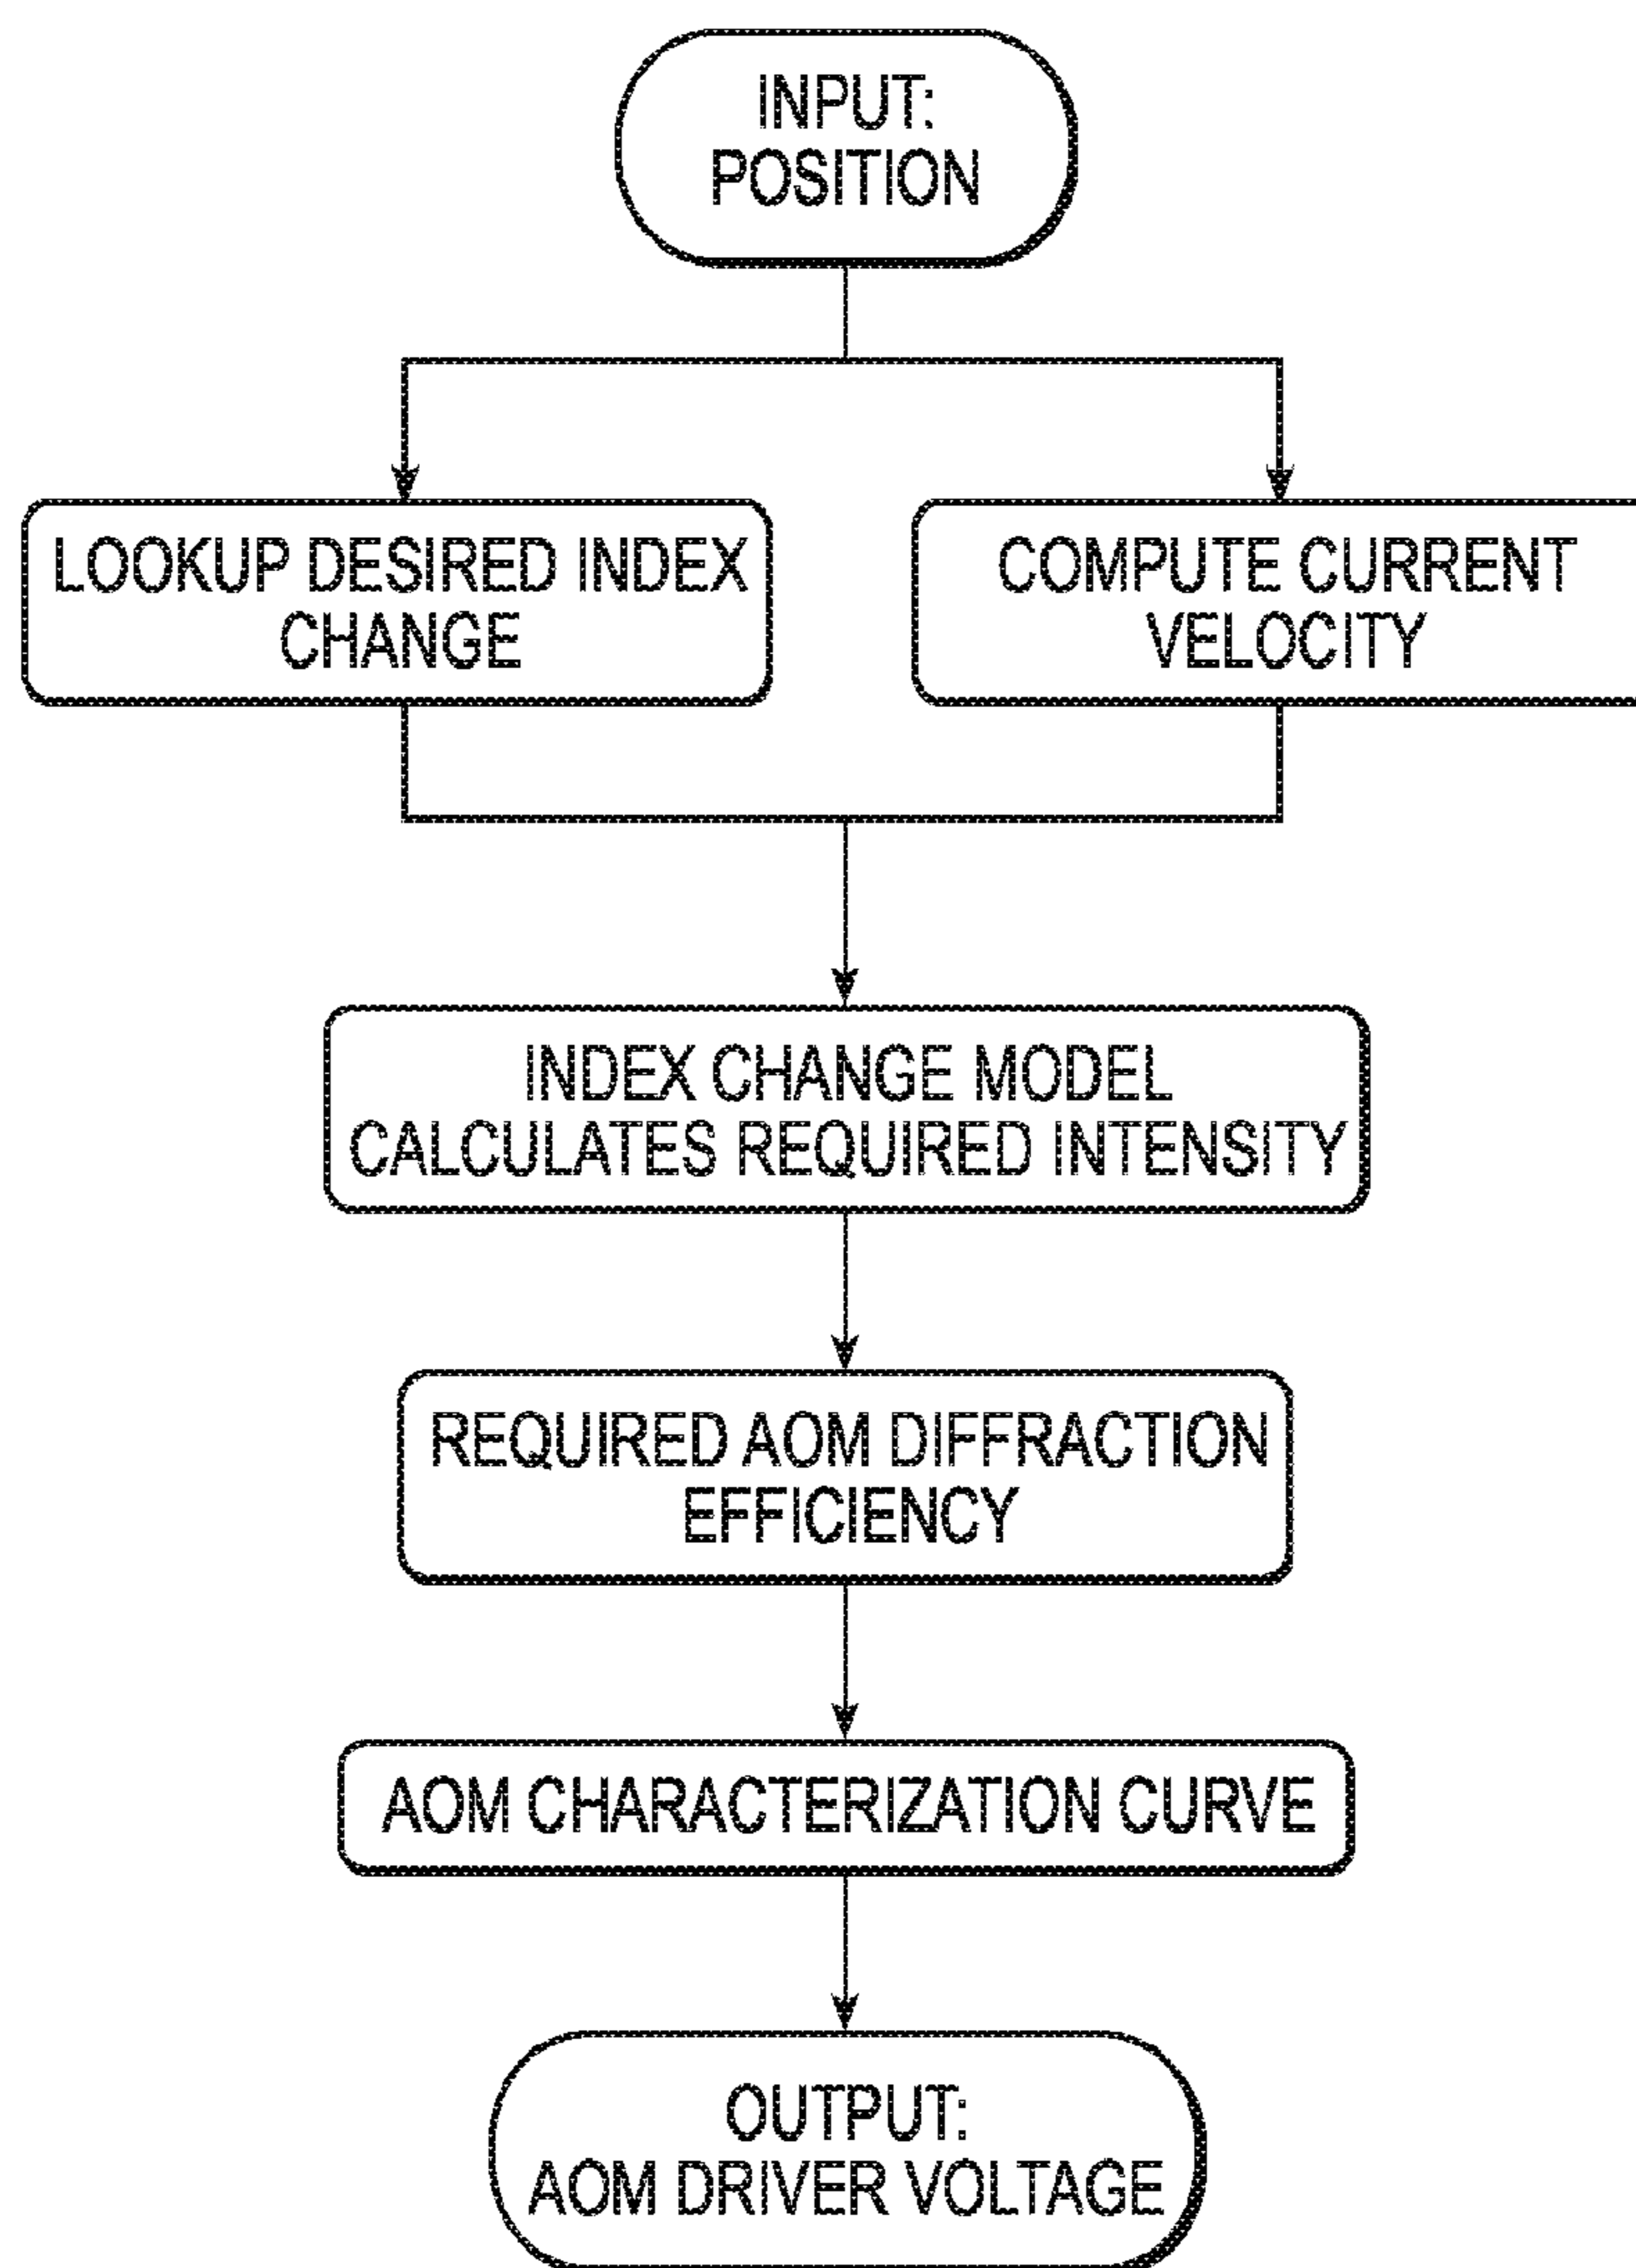 INPUT:
POSITION
LOOKUP DESIRED INDEX
CHANGE
COMPUTE CURRENT
VELOCITY
INDEX CHANGE MODEL
CALCULATES REQUIRED INTENSITY
REQUIRED AOM DIFFRACTION
EFFICIENCY
AOM CHARACTERIZATION CURVE
OUTPUT:
AOM DRIVER VOLTAGE